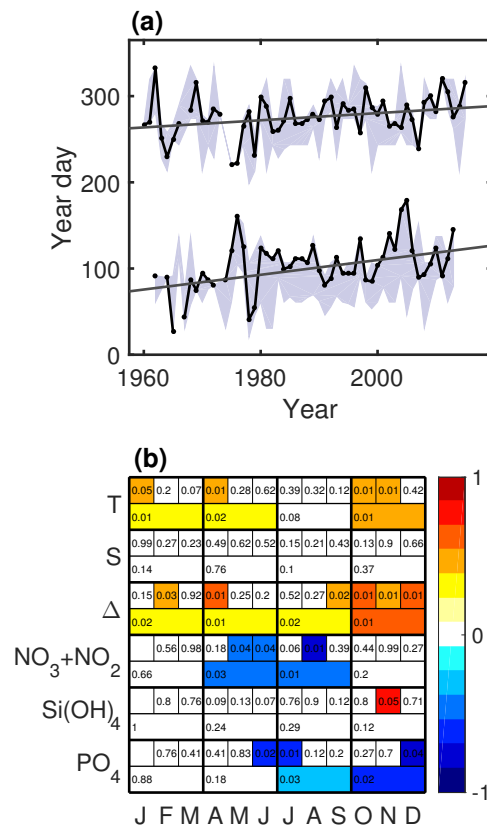 (a)
300
200
100
0
Year day
1960 1980 2000
Year
(b)
T 0.05 0.2 0.07 0.01 0.28 0.62 0.39 0.32 0.12 0.01 0.01 0.42
0.01 0.02 0.08 0.01
S 0.99 0.27 0.23 0.49 0.62 0.52 0.15 0.21 0.43 0.13 0.9 0.66
0.14 0.76 0.1 0.37
Δ 0.15 0.03 0.92 0.01 0.25 0.2 0.52 0.27 0.02 0.01 0.01 0.01
0.02 0.01 0.02 0.01
NO₃+NO₂ 0.56 0.98 0.18 0.04 0.04 0.06 0.01 0.39 0.44 0.99 0.27
0.66 0.03 0.01 0.2
Si(OH)₄ 0.8 0.76 0.09 0.13 0.07 0.76 0.9 0.12 0.8 0.05 0.71
1 0.24 0.29 0.12
PO₄ 0.76 0.41 0.41 0.83 0.02 0.01 0.12 0.2 0.27 0.7 0.04
0.88 0.18 0.03 0.02
J F M A M J J A S O N D
1
0
-1